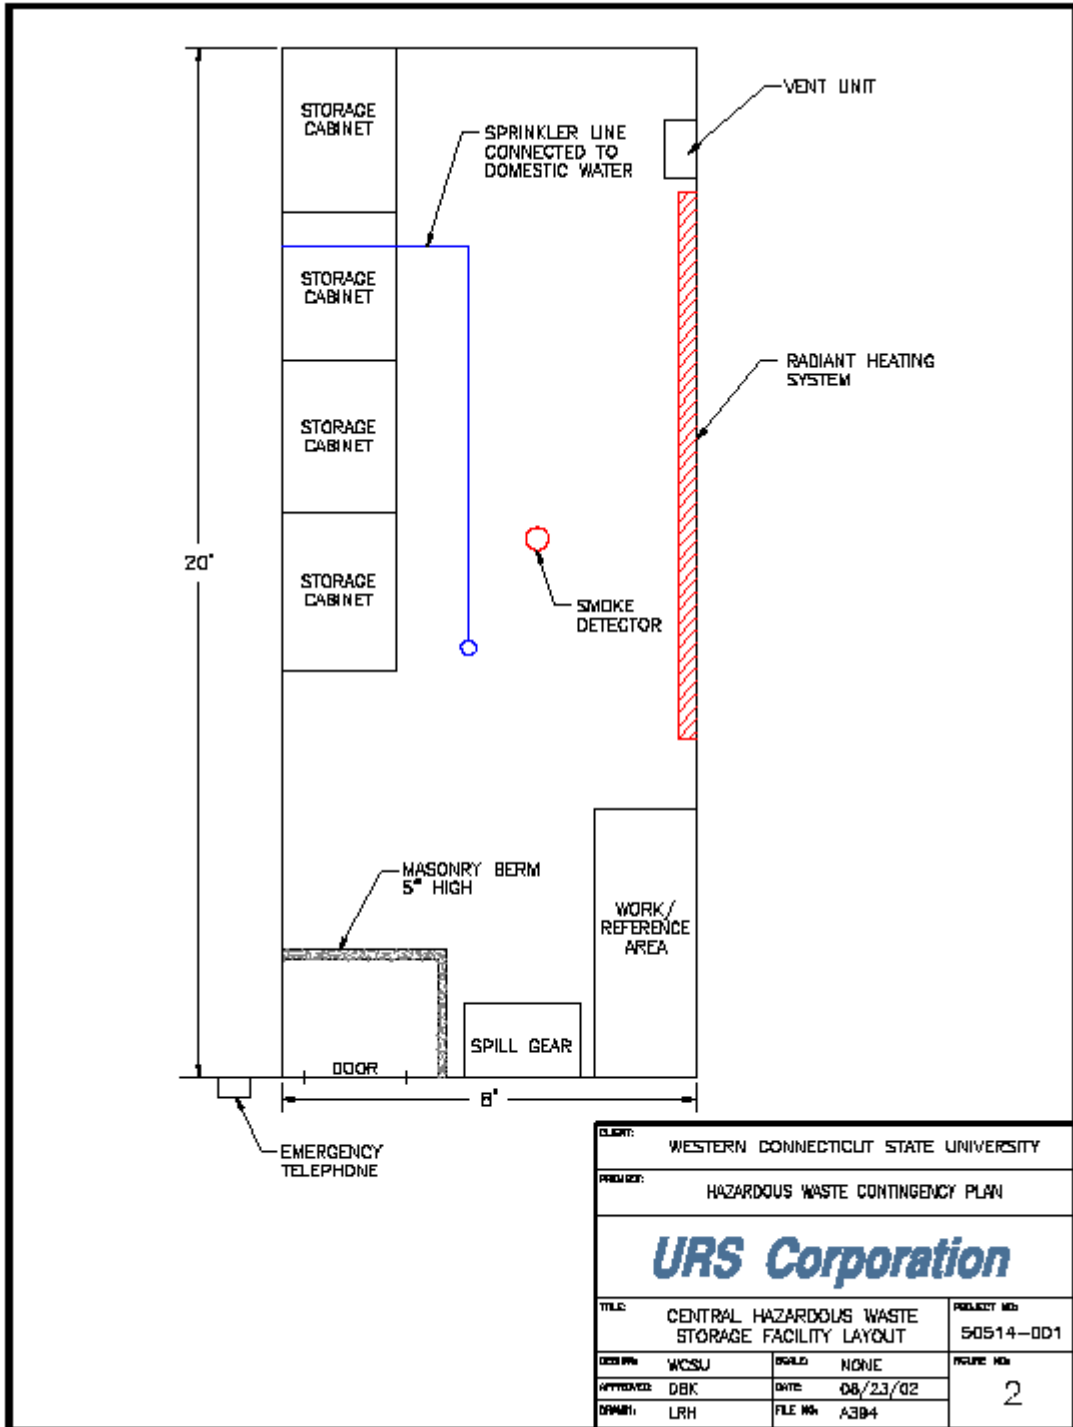 VENT UNIT
STORAGE
CABINET
SPRINKLER LINE
CONNECTED TO
DOMESTIC WATER
STORAGE
CABINET
RADIANT HEATING
SYSTEM
STORAGE
CABINET
20'
STORAGE
CABINET
SMOKE
DETECTOR
MASONRY BERM
5" HIGH
WORK/
REFERENCE
AREA
SPILL GEAR
DOOR
8'
EMERGENCY
TELEPHONE
CLIENT:
WESTERN CONNECTICUT STATE UNIVERSITY
PROJECT:
HAZARDOUS WASTE CONTINGENCY PLAN
URS Corporation
TITLE:
CENTRAL HAZARDOUS WASTE
STORAGE FACILITY LAYOUT
PROJECT NO:
50514-001
DESIGN: WCSU
SCALE: NONE
FIGURE NO:
2
APPROVED: DBK
DATE: 08/23/02
DRAWN: LRH
FILE NO: A394